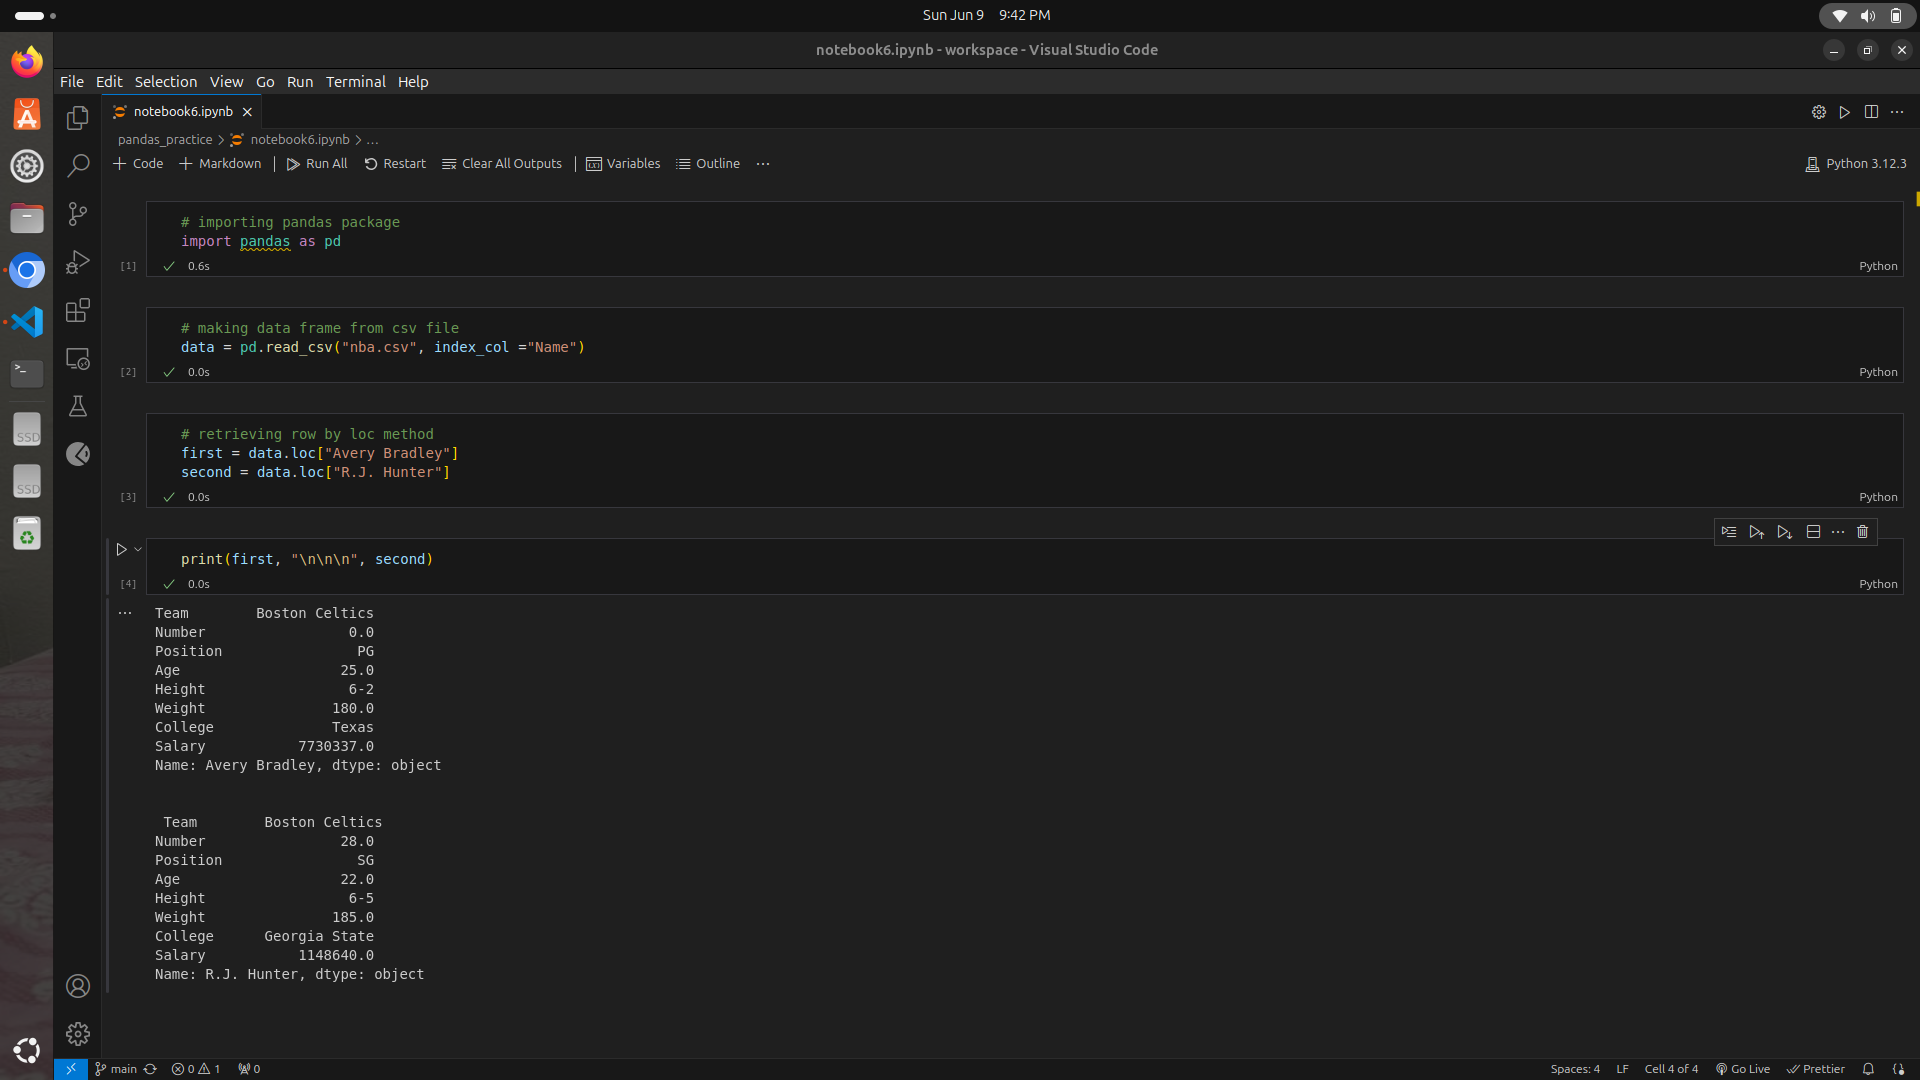 Sun Jun 9 9:42 PM
notebook6.ipynb - workspace - Visual Studio Code
File Edit Selection View Go Run Terminal Help
notebook6.ipynb
pandas_practice > notebook6.ipynb > ...
Code Markdown Run All Restart Clear All Outputs Variables Outline ... Python 3.12.3
# importing pandas package
import pandas as pd
[1] 0.6s Python
# making data frame from csv file
data = pd.read_csv("nba.csv", index_col ="Name")
[2] 0.0s Python
# retrieving row by loc method
first = data.loc["Avery Bradley"]
second = data.loc["R.J. Hunter"]
[3] 0.0s Python
print(first, "\n\n\n", second)
[4] 0.0s Python
Team Boston Celtics
Number 0.0
Position PG
Age 25.0
Height 6-2
Weight 180.0
College Texas
Salary 7730337.0
Name: Avery Bradley, dtype: object
Team Boston Celtics
Number 28.0
Position SG
Age 22.0
Height 6-5
Weight 185.0
College Georgia State
Salary 1148640.0
Name: R.J. Hunter, dtype: object
SSD
SSD
main 0 1 0 Spaces: 4 LF Cell 4 of 4 Go Live Prettier